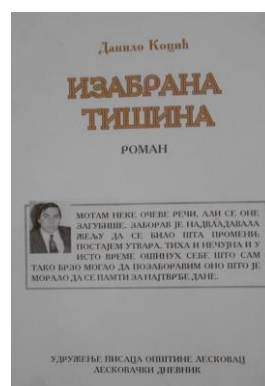 Данило Коцић
ИЗАБРАНА
ТИШИНА
РОМАН
МОТАМ НЕКЕ ОЧЕВЕ РЕЧИ, АЛИ СЕ ОНЕ
ЗАГУБИШЕ. ЗАБОРАВ ЈЕ НАДВЛАДАВАЛА
ЖЕЉУ ДА СЕ БИЛО ШТА ПРОМЕНИ;
ПОСТАЈЕМ УТВАРА, ТИХА И НЕЧУЈНА И У
ИСТО ВРЕМЕ ОШИНУХ СЕБЕ ШТО САМ
ТАКО БРЗО МОГАО ДА ПОЗАБОРАВИМ ОНО ШТО ЈЕ
МОРАЛО ДА СЕ ПАМТИ ЗА НАЈТВРЂЕ ДАНЕ..
УДРУЖЕЊЕ ПИСАЦА ОПШТИНЕ ЛЕСКОВАЦ
ЛЕСКОВАЧКИ ДНЕВНИК